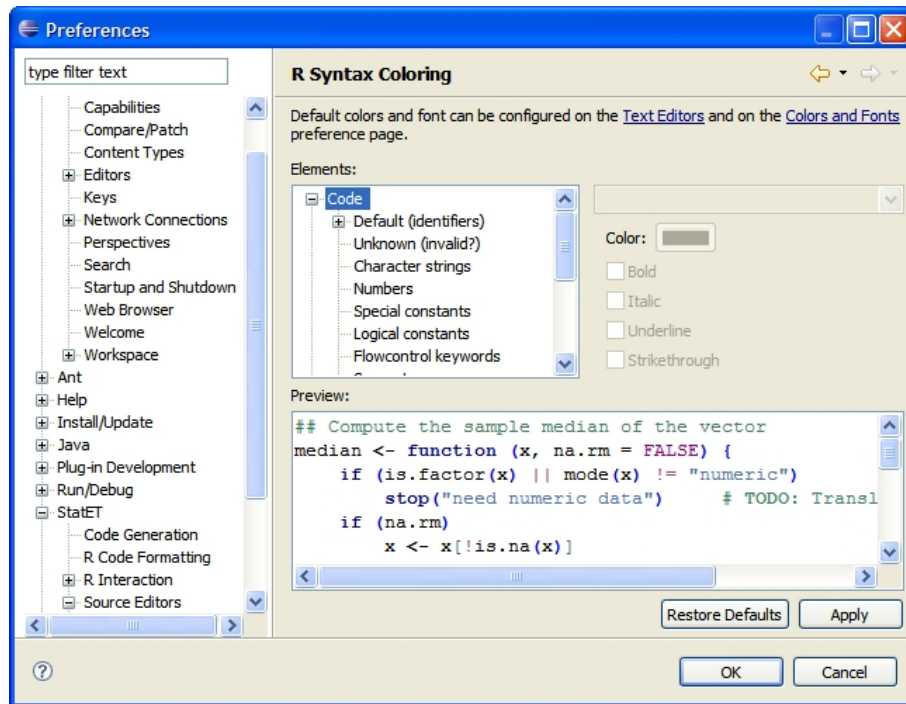 Preferences
type filter text
Capabilities
Compare/Patch
Content Types
Editors
Keys
Network Connections
Perspectives
Search
Startup and Shutdown
Web Browser
Welcome
Workspace
Ant
Help
Install/Update
Java
Plug-in Development
Run/Debug
StatET
Code Generation
R Code Formatting
R Interaction
Source Editors
R Syntax Coloring
Default colors and font can be configured on the Text Editors and on the Colors and Fonts
preference page.
Elements:
Code
Default (identifiers)
Unknown (invalid?)
Character strings
Numbers
Special constants
Logical constants
Flowcontrol keywords
Color:
Bold
Italic
Underline
Strikethrough
Preview:
## Compute the sample median of the vector
median <- function (x, na.rm = FALSE) {
    if (is.factor(x) || mode(x) != "numeric")
        stop("need numeric data")     # TODO: Transl
    if (na.rm)
        x <- x[!is.na(x)]
Restore Defaults
Apply
OK
Cancel